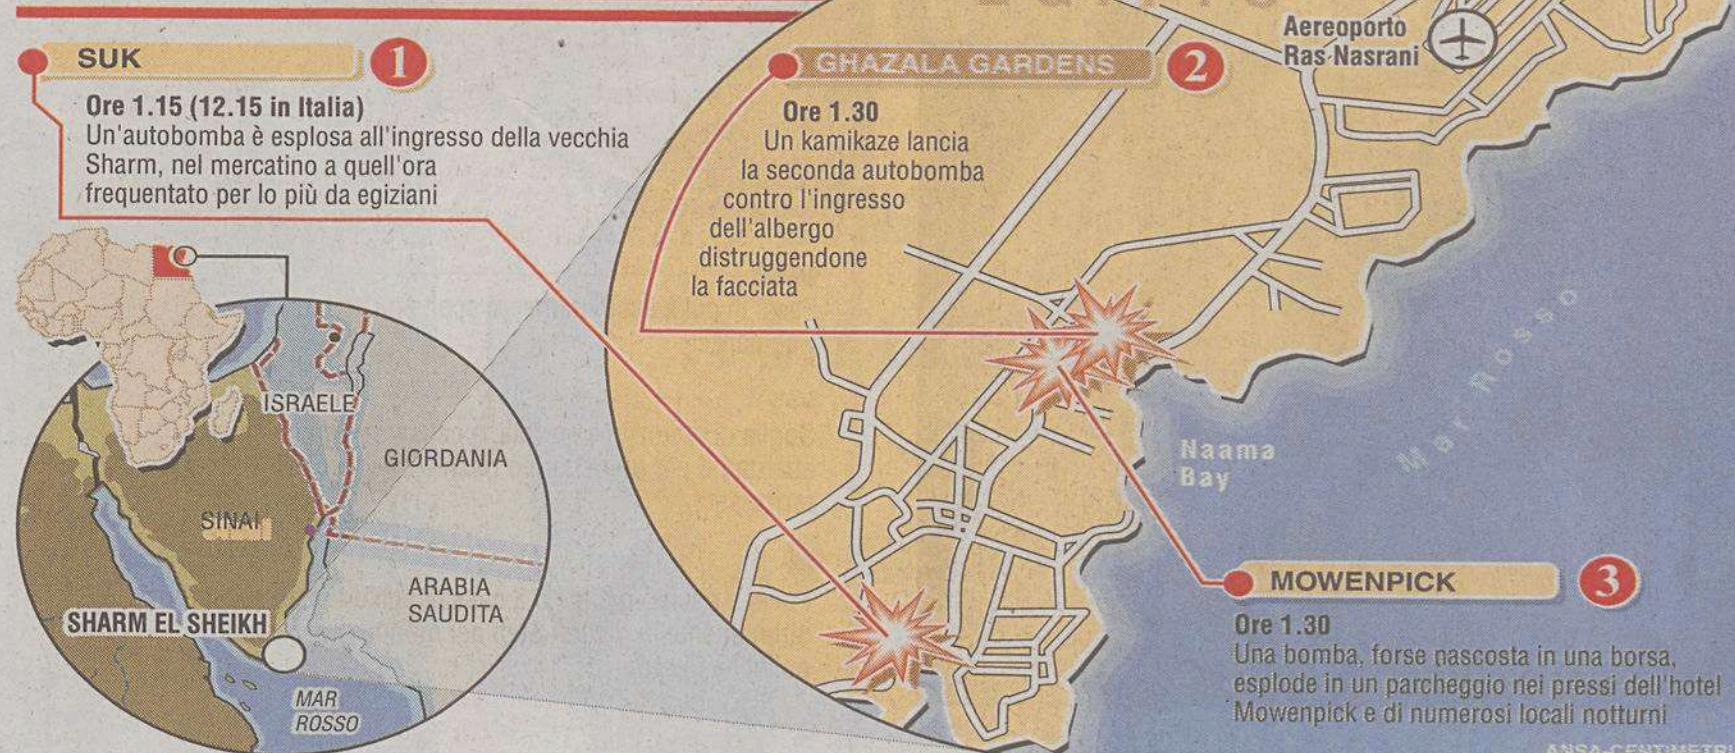 SUK
1
Ore 1.15 (12.15 in Italia)
Un'autobomba è esplosa all'ingresso della vecchia
Sharm, nel mercatino a quell'ora
frequentato per lo più da egiziani
GHAZALA GARDENS
2
Ore 1.30
Un kamikaze lancia
la seconda autobomba
contro l'ingresso
dell'albergo
distruggendone
la facciata
Aereoporto
Ras Nasrani
ISRAELE
GIORDANIA
SINAI
ARABIA
SAUDITA
SHARM EL SHEIKH
MAR
ROSSO
Naama
Bay
Mar Rosso
MOWENPICK
3
Ore 1.30
Una bomba, forse nascosta in una borsa,
esplode in un parcheggio nei pressi dell'hotel
Mowenpick e di numerosi locali notturni